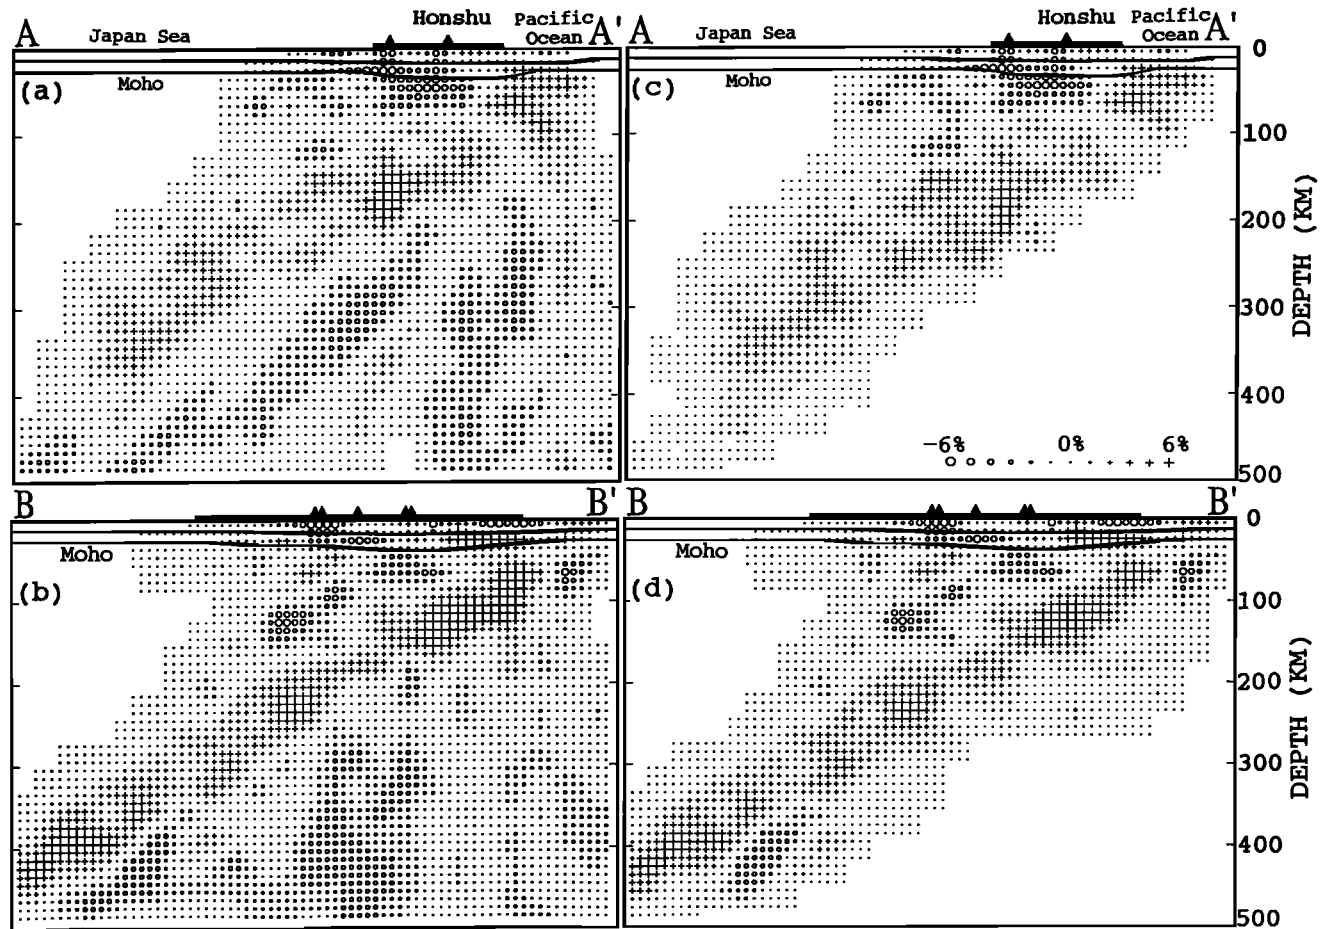 A Japan Sea Honshu Pacific Ocean A'
Moho
(a)
A Japan Sea Honshu Pacific Ocean A'
Moho
(c)
0
100
200
300
400
500
DEPTH (KM)
-6% 0% 6%
B B'
Moho
(b)
B B'
Moho
(d)
0
100
200
300
400
500
DEPTH (KM)